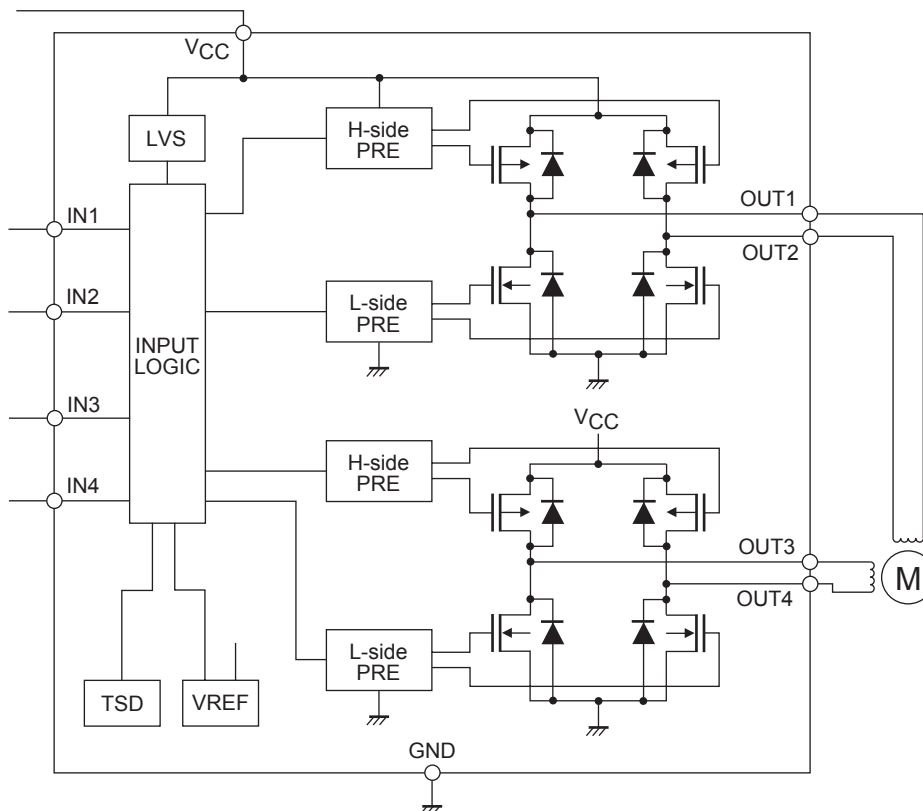 VCC
LVS
H-side
PRE
IN1
OUT1
OUT2
IN2
L-side
PRE
INPUT
LOGIC
IN3
VCC
IN4
H-side
PRE
OUT3
M
OUT4
L-side
PRE
TSD
VREF
GND